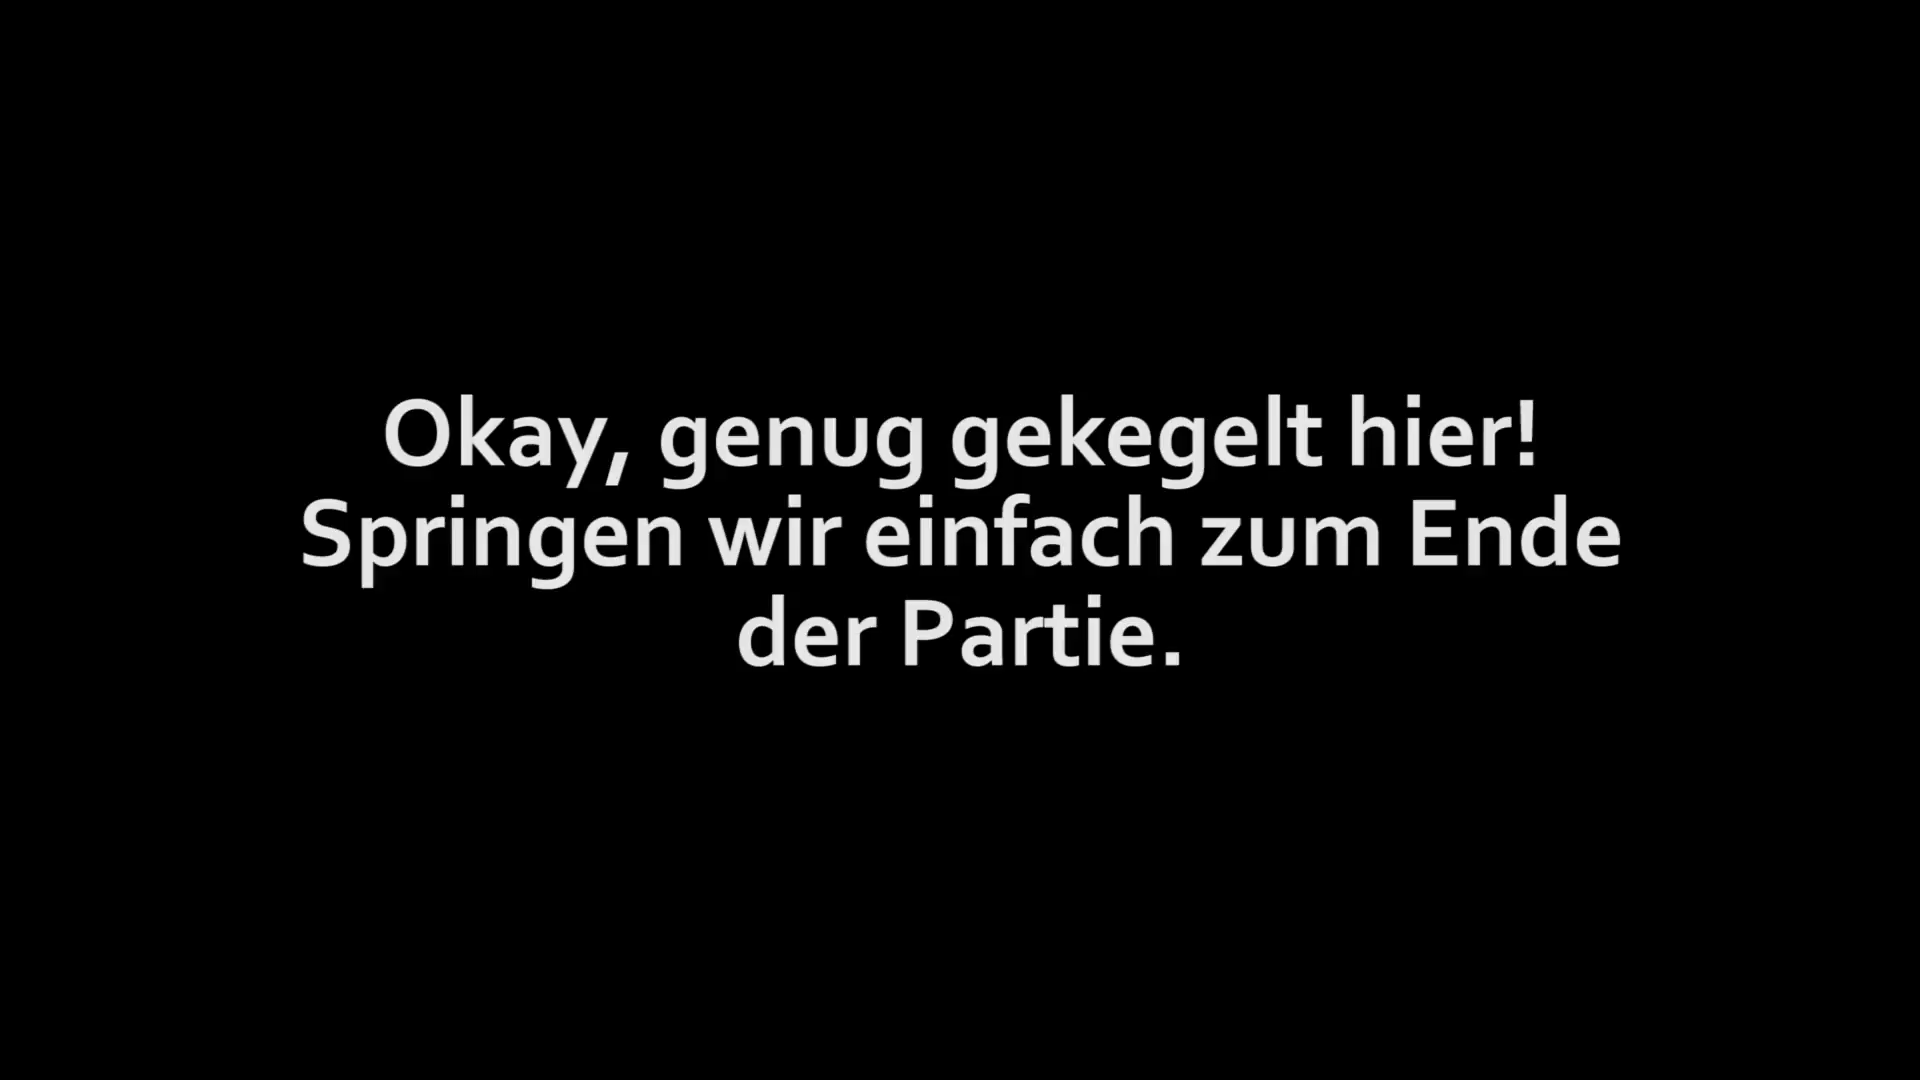 Okay, genug gekegelt hier!
Springen wir einfach zum Ende
der Partie.